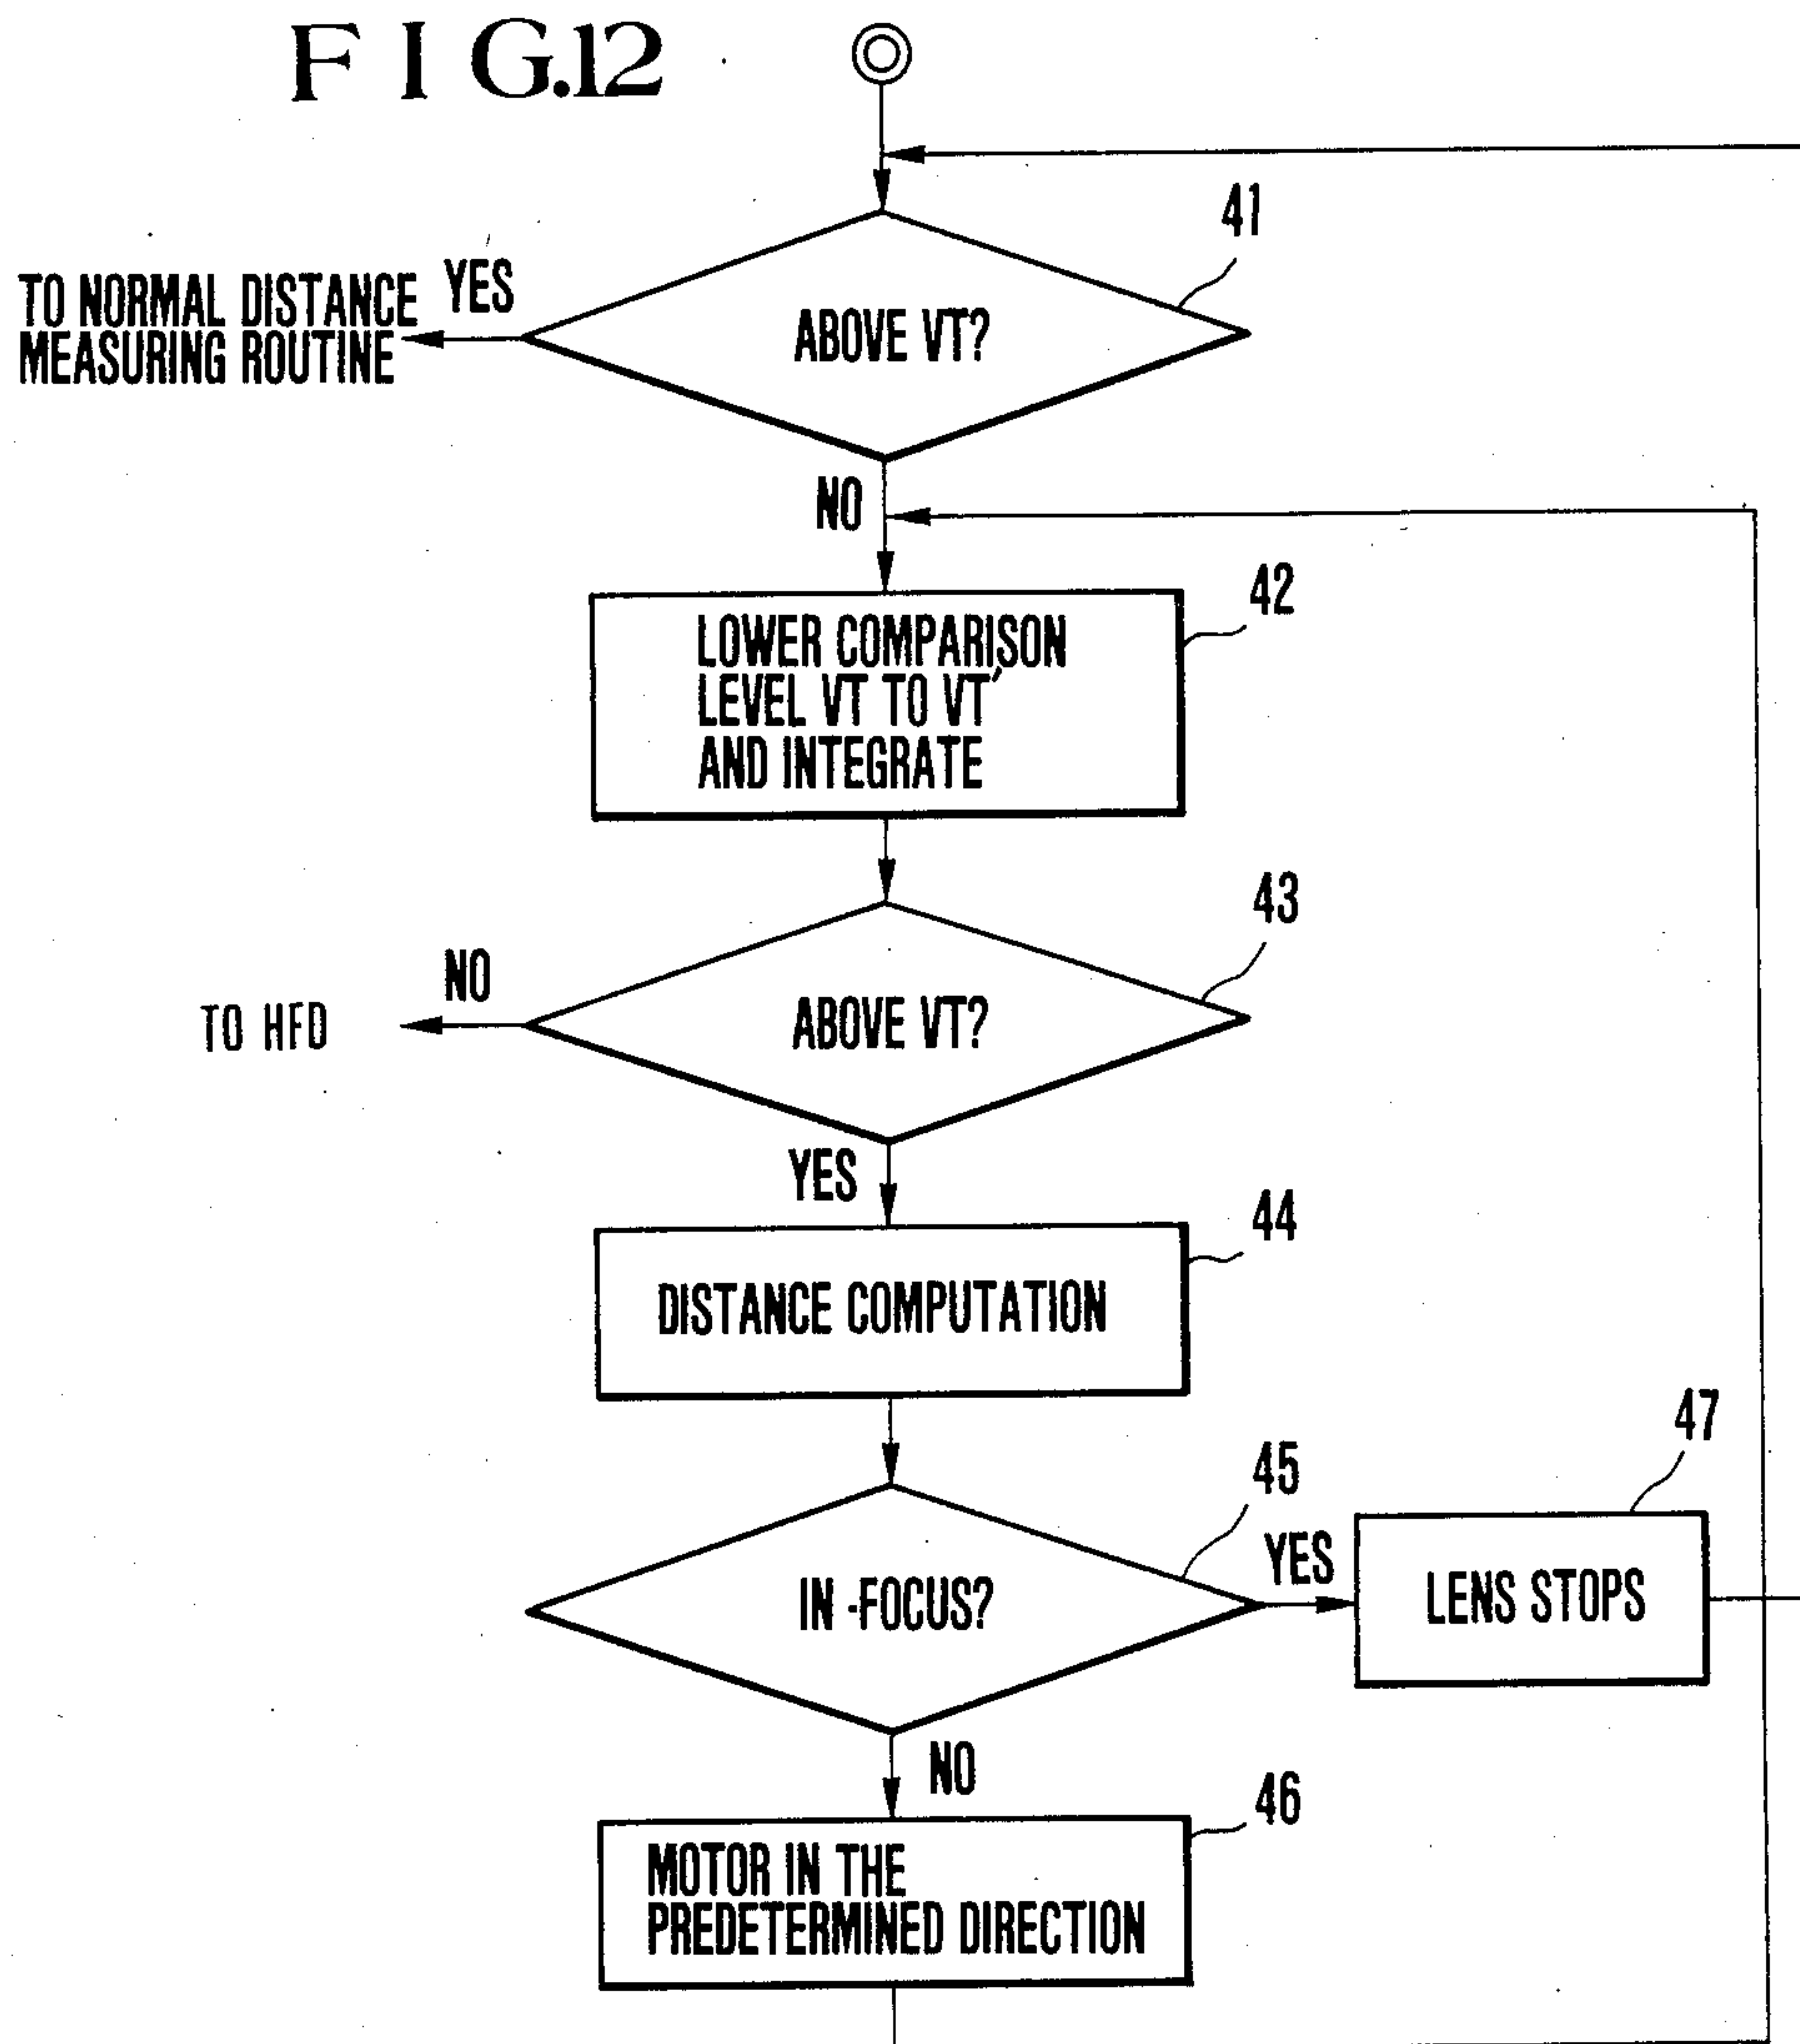 FIG.12
41
TO NORMAL DISTANCE
MEASURING ROUTINE
YES
ABOVE VT?
NO
42
LOWER COMPARISON
LEVEL VT TO VT'
AND INTEGRATE
43
NO
TO HFD
ABOVE VT?
YES
44
DISTANCE COMPUTATION
47
45
YES
IN-FOCUS?
LENS STOPS
NO
46
MOTOR IN THE
PREDETERMINED DIRECTION